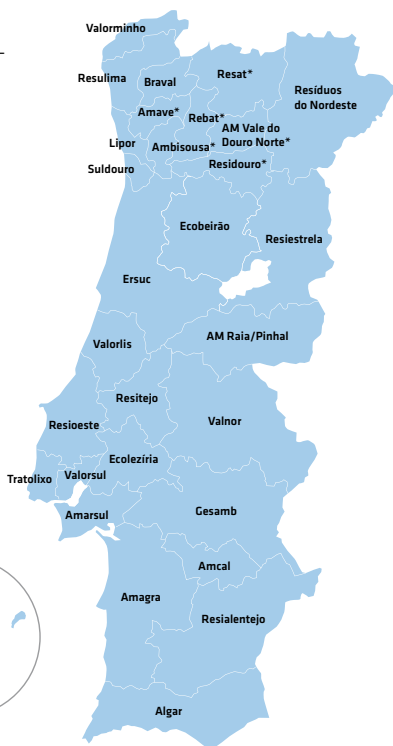 Valorminho
Resulima
Braval
Resat*
Resíduos
do Nordeste
Amave*
Rebat*
AM Vale do
Douro Norte*
Lipor
Ambisousa*
Suldouro
Residouro*
Ecobeirão
Resiestrela
Ersuc
AM Raia/Pinhal
Valorlis
Resitejo
Valnor
Resioeste
Ecolezíria
Tratolixo
Valorsul
Amarsul
Gesamb
Amcal
Amagra
Resialentejo
Algar